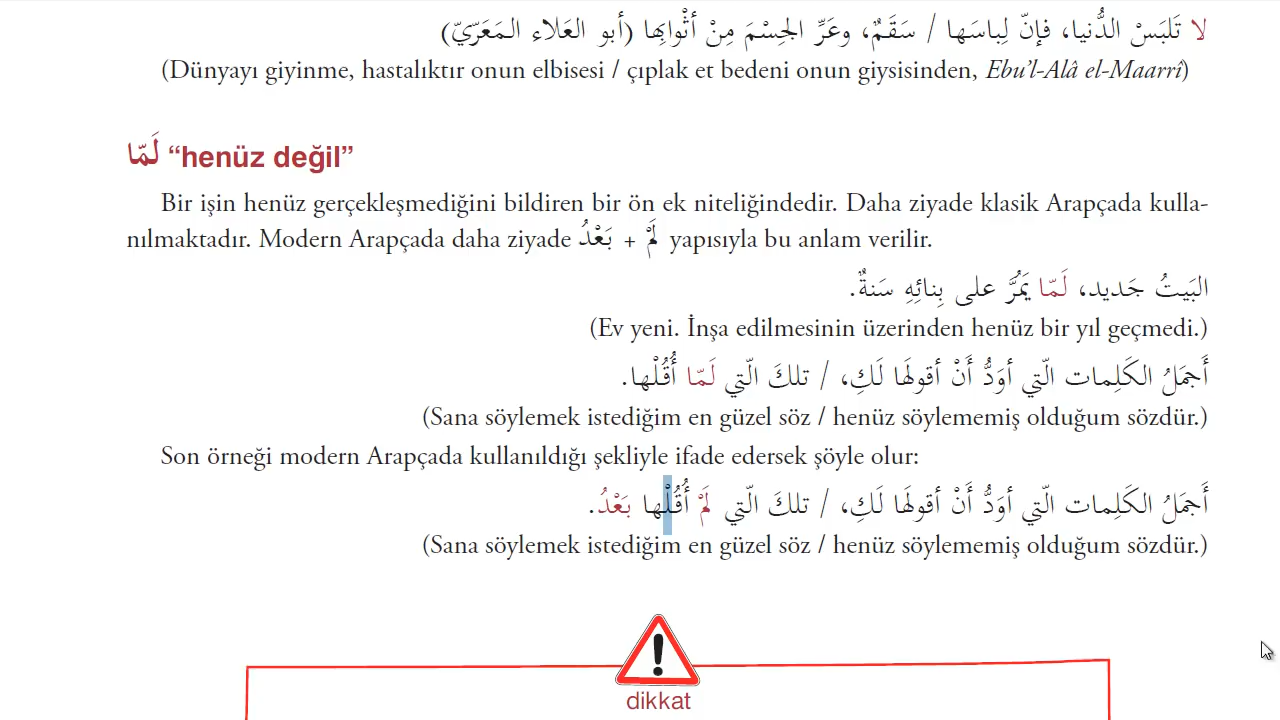 لا تَلبَسْ الدُّنيا، فإنّ لِباسَها / سَقَمٌ، وعَرِّ الجِسْمَ مِنْ أثْوابِها (أبو العَلاء المَعَرّيّ)
(Dünyayı giyinme, hastalıktır onun elbisesi / çıplak et bedeni onun giysisinden, Ebu’l-Alâ el-Maarrî)
لَمّا “henüz değil”
Bir işin henüz gerçekleşmediğini bildiren bir ön ek niteliğindedir. Daha ziyade klasik Arapçada kulla-
nılmaktadır. Modern Arapçada daha ziyade لَمْ + بَعْدُ yapısıyla bu anlam verilir.
البَيتُ جَديد، لَمّا يَمُرَّ على بِنائِهِ سَنةٌ.
(Ev yeni. İnşa edilmesinin üzerinden henüz bir yıl geçmedi.)
أَجمَلُ الكَلِمات الّتي أوَدُّ أَنْ أقولَها لَكِ، / تلكَ الّتي لَمّا أُقُلْها.
(Sana söylemek istediğim en güzel söz / henüz söylememiş olduğum sözdür.)
Son örneği modern Arapçada kullanıldığı şekliyle ifade edersek şöyle olur:
أَجمَلُ الكَلِمات الّتي أوَدُّ أَنْ أقولَها لَكِ، / تلكَ الّتي لَمْ أُقُلْها بَعْدُ.
(Sana söylemek istediğim en güzel söz / henüz söylememiş olduğum sözdür.)
!
dikkat